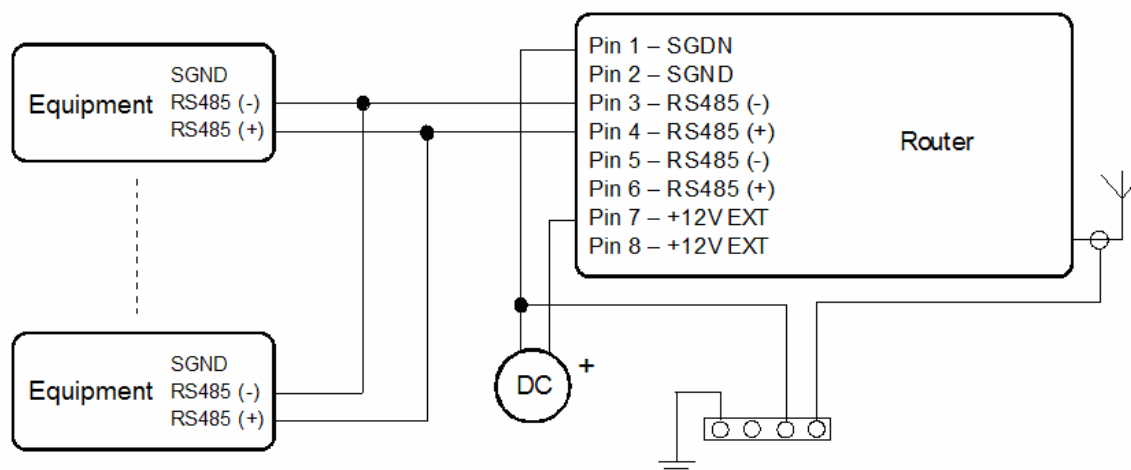 SGND
Equipment RS485 (-)
RS485 (+)
Pin 1 – SGDN
Pin 2 – SGND
Pin 3 – RS485 (-)
Pin 4 – RS485 (+)
Pin 5 – RS485 (-)
Pin 6 – RS485 (+)
Pin 7 – +12V EXT
Pin 8 – +12V EXT
Router
SGND
Equipment RS485 (-)
RS485 (+)
DC +